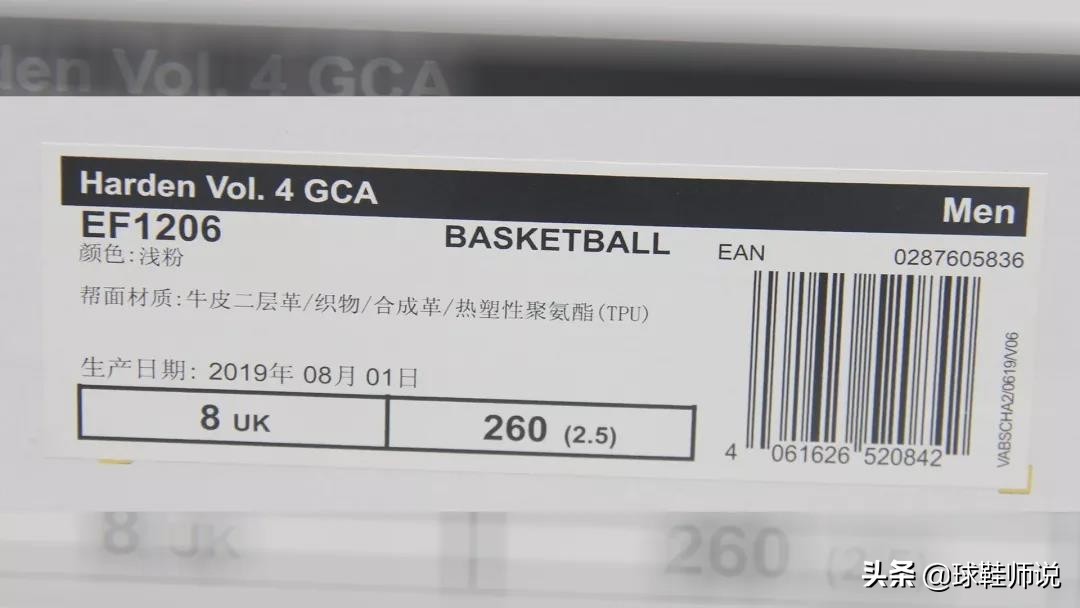 den Vol. 4 GCA
Harden Vol. 4 GCA
Men
EF1206
BASKETBALL
EAN
0287605836
颜色:浅粉
帮面材质:牛皮二层革/织物/合成革/热塑性聚氨酯(TPU)
生产日期: 2019年 08月 01日
8 UK
260 (2.5)
4 061626 520842
VABSCHA2/0619/V06
8 UK
260 (2.5)
头条 @球鞋师说